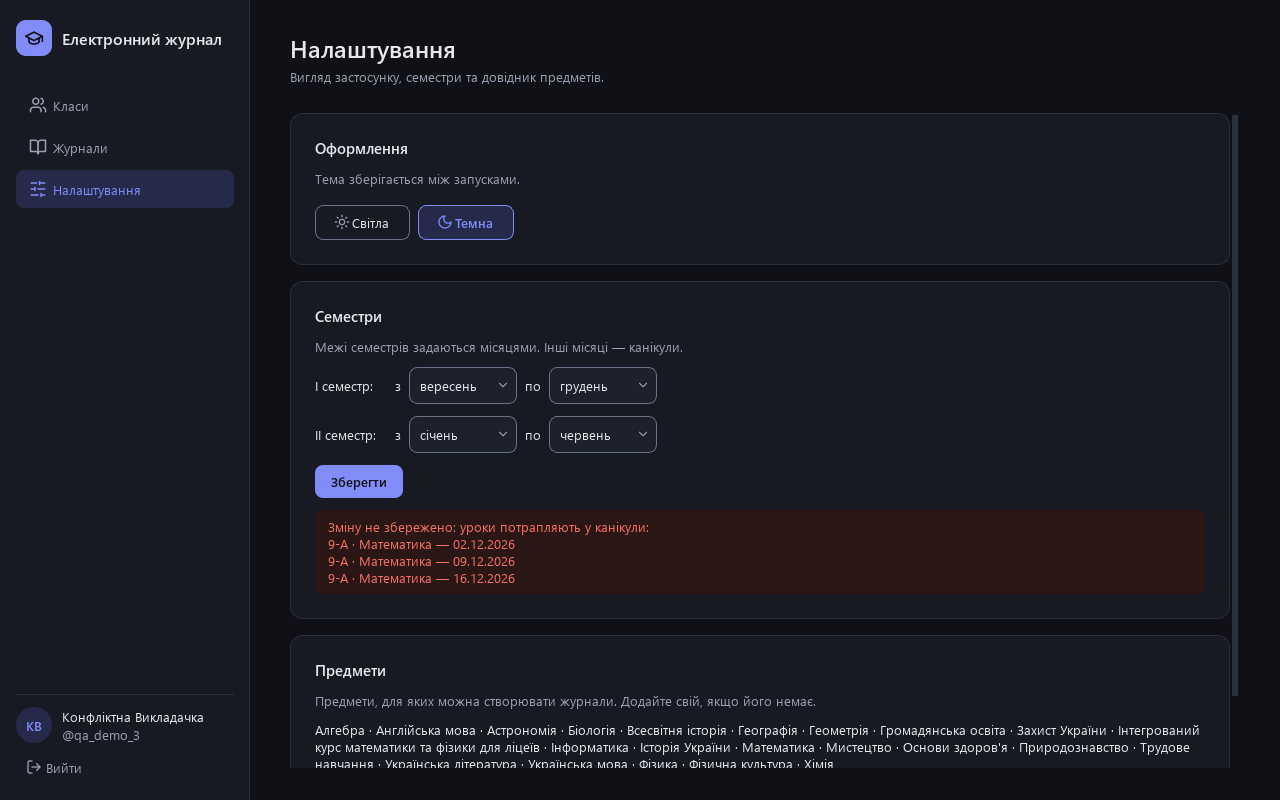 Електронний журнал
Класи
Журнали
Налаштування
Конфліктна Викладачка
КВ
@qa_demo_3
Вийти
Налаштування
Вигляд застосунку, семестри та довідник предметів.
Оформлення
Тема зберігається між запусками.
Світла
Темна
Семестри
Межі семестрів задаються місяцями. Інші місяці — канікули.
I семестр: з вересень по грудень
II семестр: з січень по червень
Зберегти
Зміну не збережено: уроки потрапляють у канікули:
9-А · Математика — 02.12.2026
9-А · Математика — 09.12.2026
9-А · Математика — 16.12.2026
Предмети
Предмети, для яких можна створювати журнали. Додайте свій, якщо його немає.
Алгебра · Англійська мова · Астрономія · Біологія · Всесвітня історія · Географія · Геометрія · Громадянська освіта · Захист України · Інтегрований
курс математики та фізики для ліцеїв · Інформатика · Історія України · Математика · Мистецтво · Основи здоров'я · Природознавство · Трудове
навчання · Українська література · Українська мова · Фізика · Фізична культура · Хімія